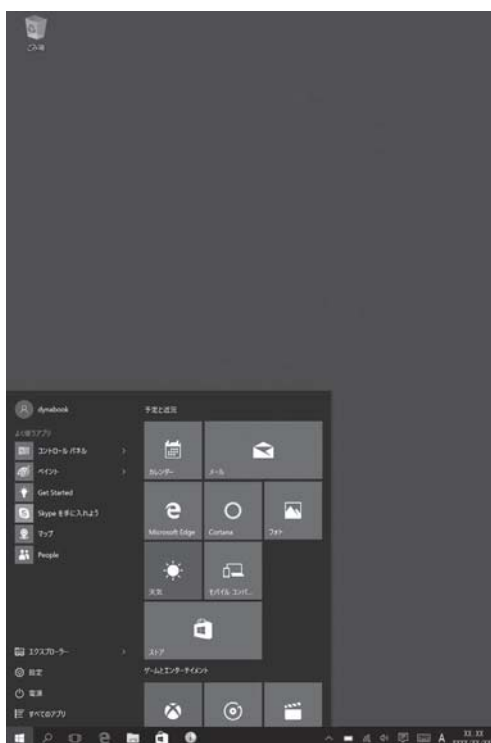 ごみ箱
dynabook
よく使うアプリ
コントロール パネル
ペイント
Get Started
Skype を手に入れよう
マップ
People
エクスプローラー
設定
電源
すべてのアプリ
予定と近況
カレンダー
メール
Microsoft Edge
Cortana
フォト
天気
モバイル コンパ...
ストア
ゲームとエンターテイメント
A
XX:XX
XXXX/XX/XX